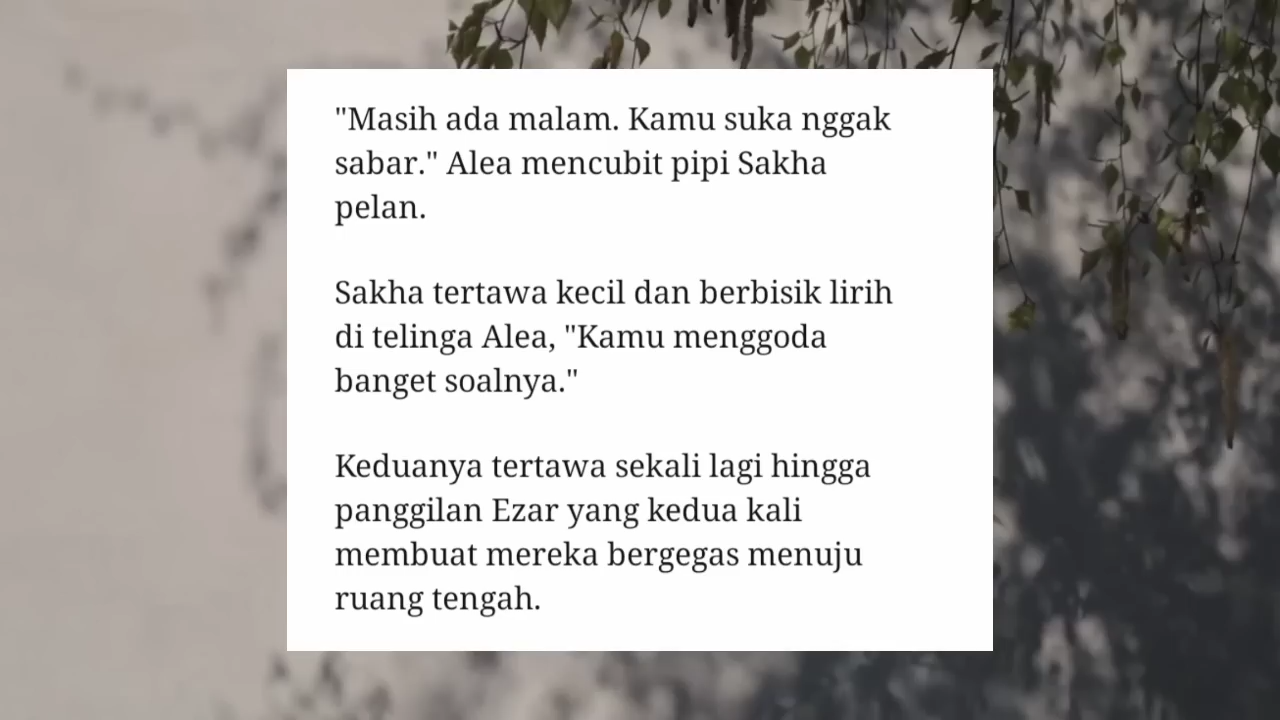 "Masih ada malam. Kamu suka nggak
sabar." Alea mencubit pipi Sakha
pelan.
Sakha tertawa kecil dan berbisik lirih
di telinga Alea, "Kamu menggoda
banget soalnya."
Keduanya tertawa sekali lagi hingga
panggilan Ezar yang kedua kali
membuat mereka bergegas menuju
ruang tengah.